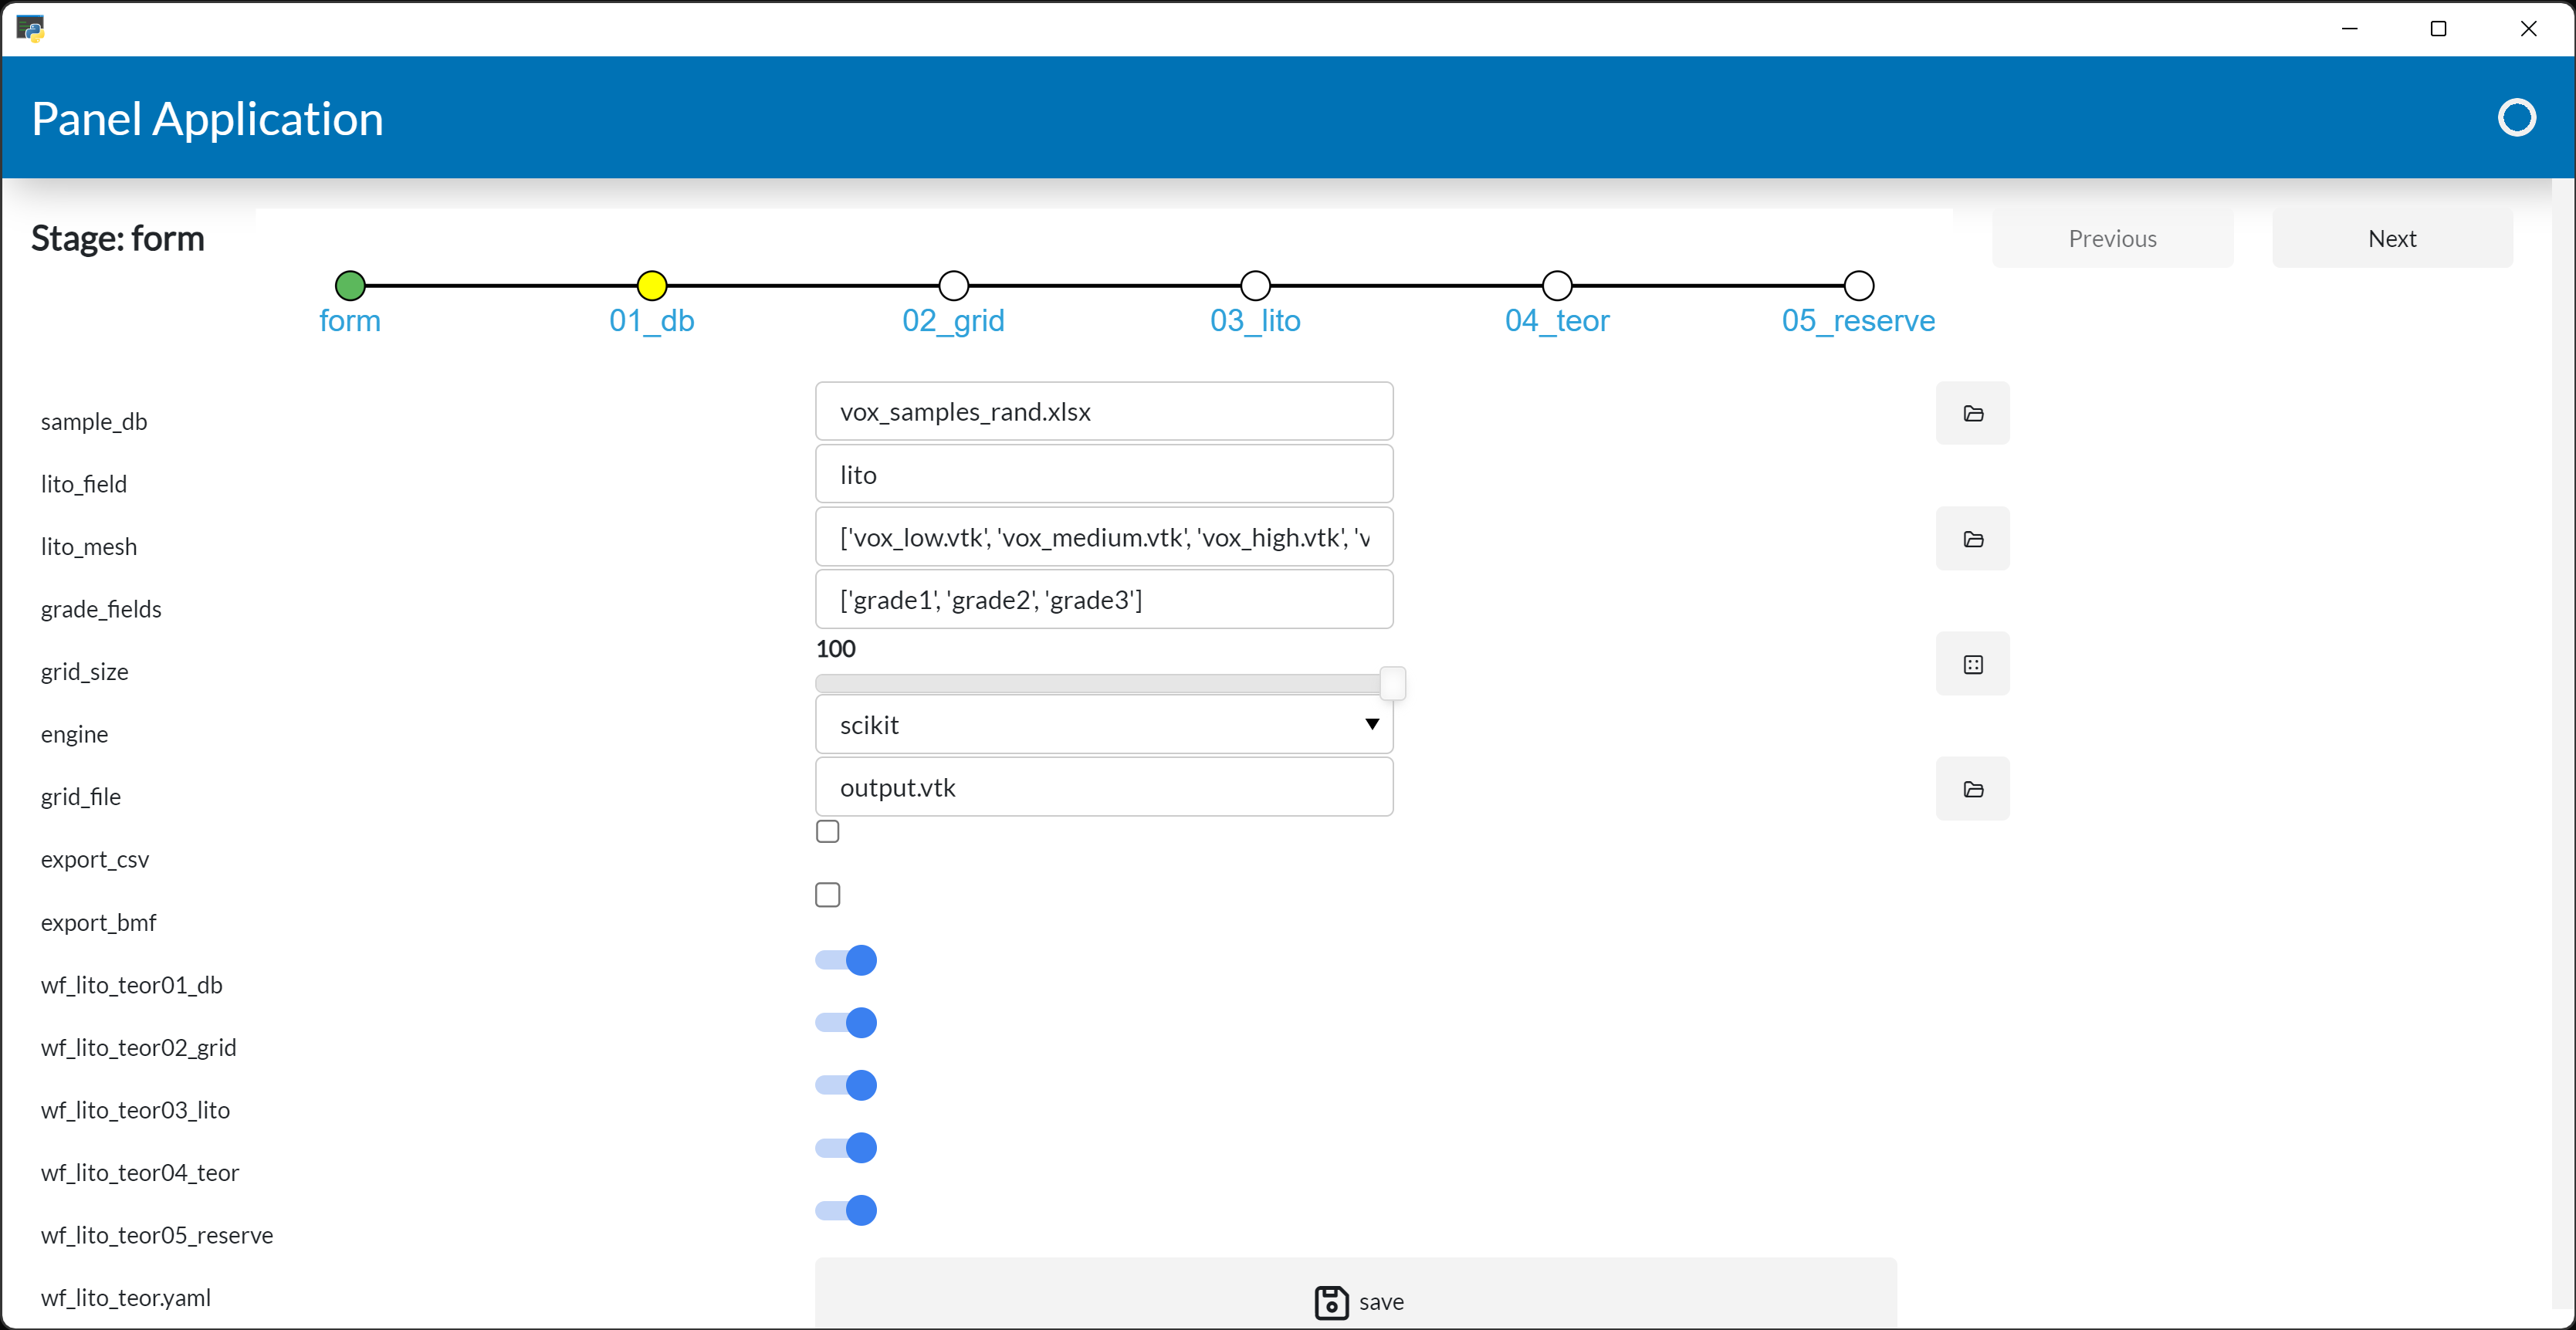 Panel Application
Stage: form
Previous
Next
form
01_db
02_grid
03_lito
04_teor
05_reserve
sample_db
vox_samples_rand.xlsx
lito_field
lito
lito_mesh
['vox_low.vtk', 'vox_medium.vtk', 'vox_high.vtk', 'v
grade_fields
['grade1', 'grade2', 'grade3']
grid_size
100
engine
scikit
grid_file
output.vtk
export_csv
export_bmf
wf_lito_teor01_db
wf_lito_teor02_grid
wf_lito_teor03_lito
wf_lito_teor04_teor
wf_lito_teor05_reserve
wf_lito_teor.yaml
save